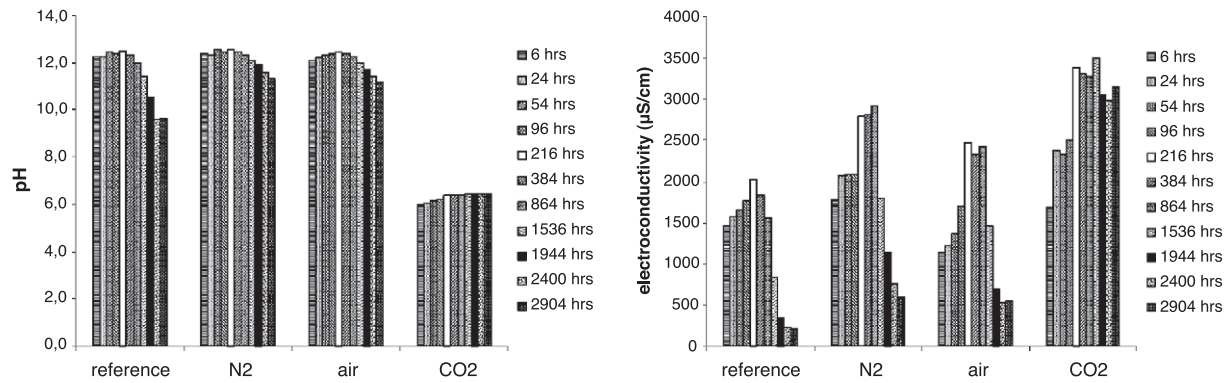 14,0
12,0
10,0
8,0
6,0
4,0
2,0
0,0
pH
reference N2 air CO2
6 hrs
24 hrs
54 hrs
96 hrs
216 hrs
384 hrs
864 hrs
1536 hrs
1944 hrs
2400 hrs
2904 hrs
4000
3500
3000
2500
2000
1500
1000
500
0
electroconductivity (µS/cm)
reference N2 air CO2
6 hrs
24 hrs
54 hrs
96 hrs
216 hrs
384 hrs
864 hrs
1536 hrs
1944 hrs
2400 hrs
2904 hrs